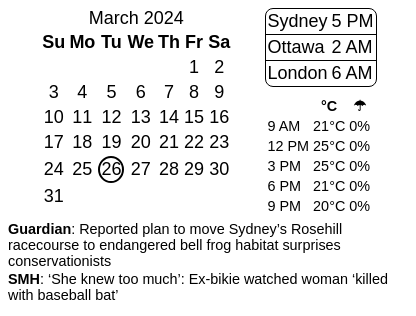 March 2024
Su Mo Tu We Th Fr Sa
1 2
3 4 5 6 7 8 9
10 11 12 13 14 15 16
17 18 19 20 21 22 23
24 25 26 27 28 29 30
31
Sydney 5 PM
Ottawa 2 AM
London 6 AM
°C ☂
9 AM 21°C 0%
12 PM 25°C 0%
3 PM 25°C 0%
6 PM 21°C 0%
9 PM 20°C 0%
Guardian: Reported plan to move Sydney’s Rosehill
racecourse to endangered bell frog habitat surprises
conservationists
SMH: ‘She knew too much’: Ex-bikie watched woman ‘killed
with baseball bat’